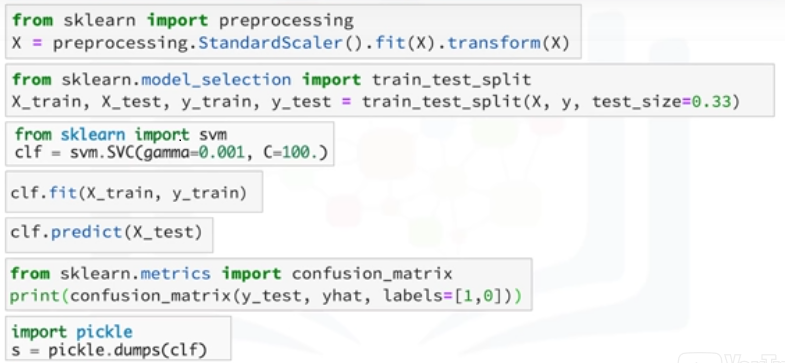 from sklearn import preprocessing
X = preprocessing.StandardScaler().fit(X).transform(X)
from sklearn.model_selection import train_test_split
X_train, X_test, y_train, y_test = train_test_split(X, y, test_size=0.33)
from sklearn import svm
clf = svm.SVC(gamma=0.001, C=100.)
clf.fit(X_train, y_train)
clf.predict(X_test)
from sklearn.metrics import confusion_matrix
print(confusion_matrix(y_test, yhat, labels=[1,0]))
import pickle
s = pickle.dumps(clf)